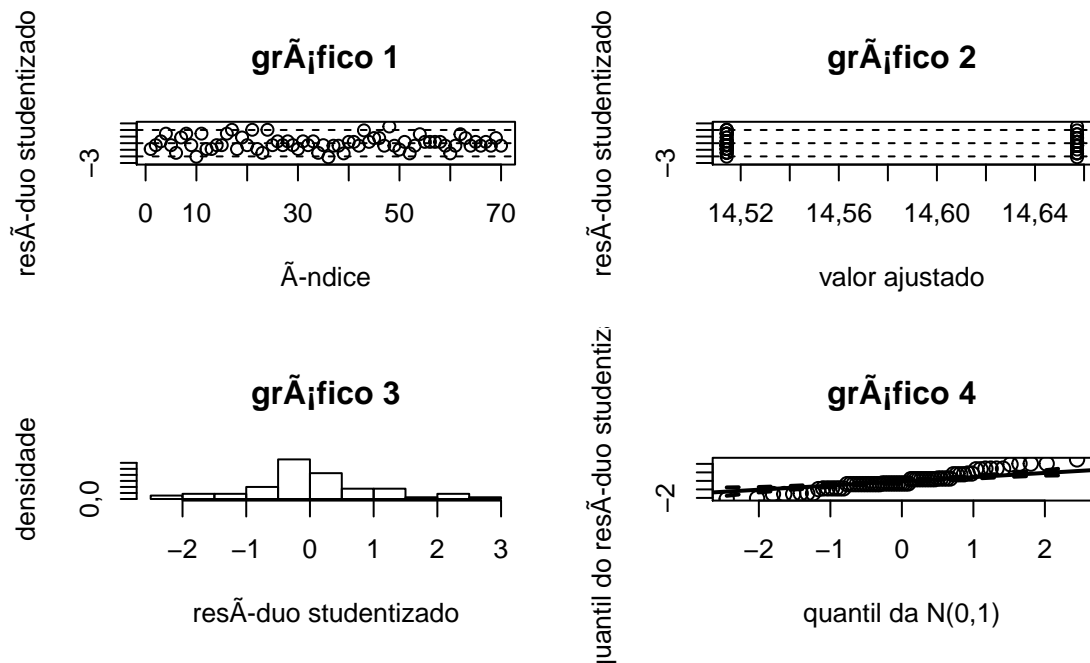 gráfico 1
resÃ-duo studentizado
−3
0 10 30 50 70
Ã-ndice
gráfico 2
resÃ-duo studentizado
−3
14,52 14,56 14,60 14,64
valor ajustado
gráfico 3
densidade
0,0
−2 −1 0 1 2 3
resÃ-duo studentizado
gráfico 4
quantil do resÃ-duo studentiz
−2
−2 −1 0 1 2
quantil da N(0,1)